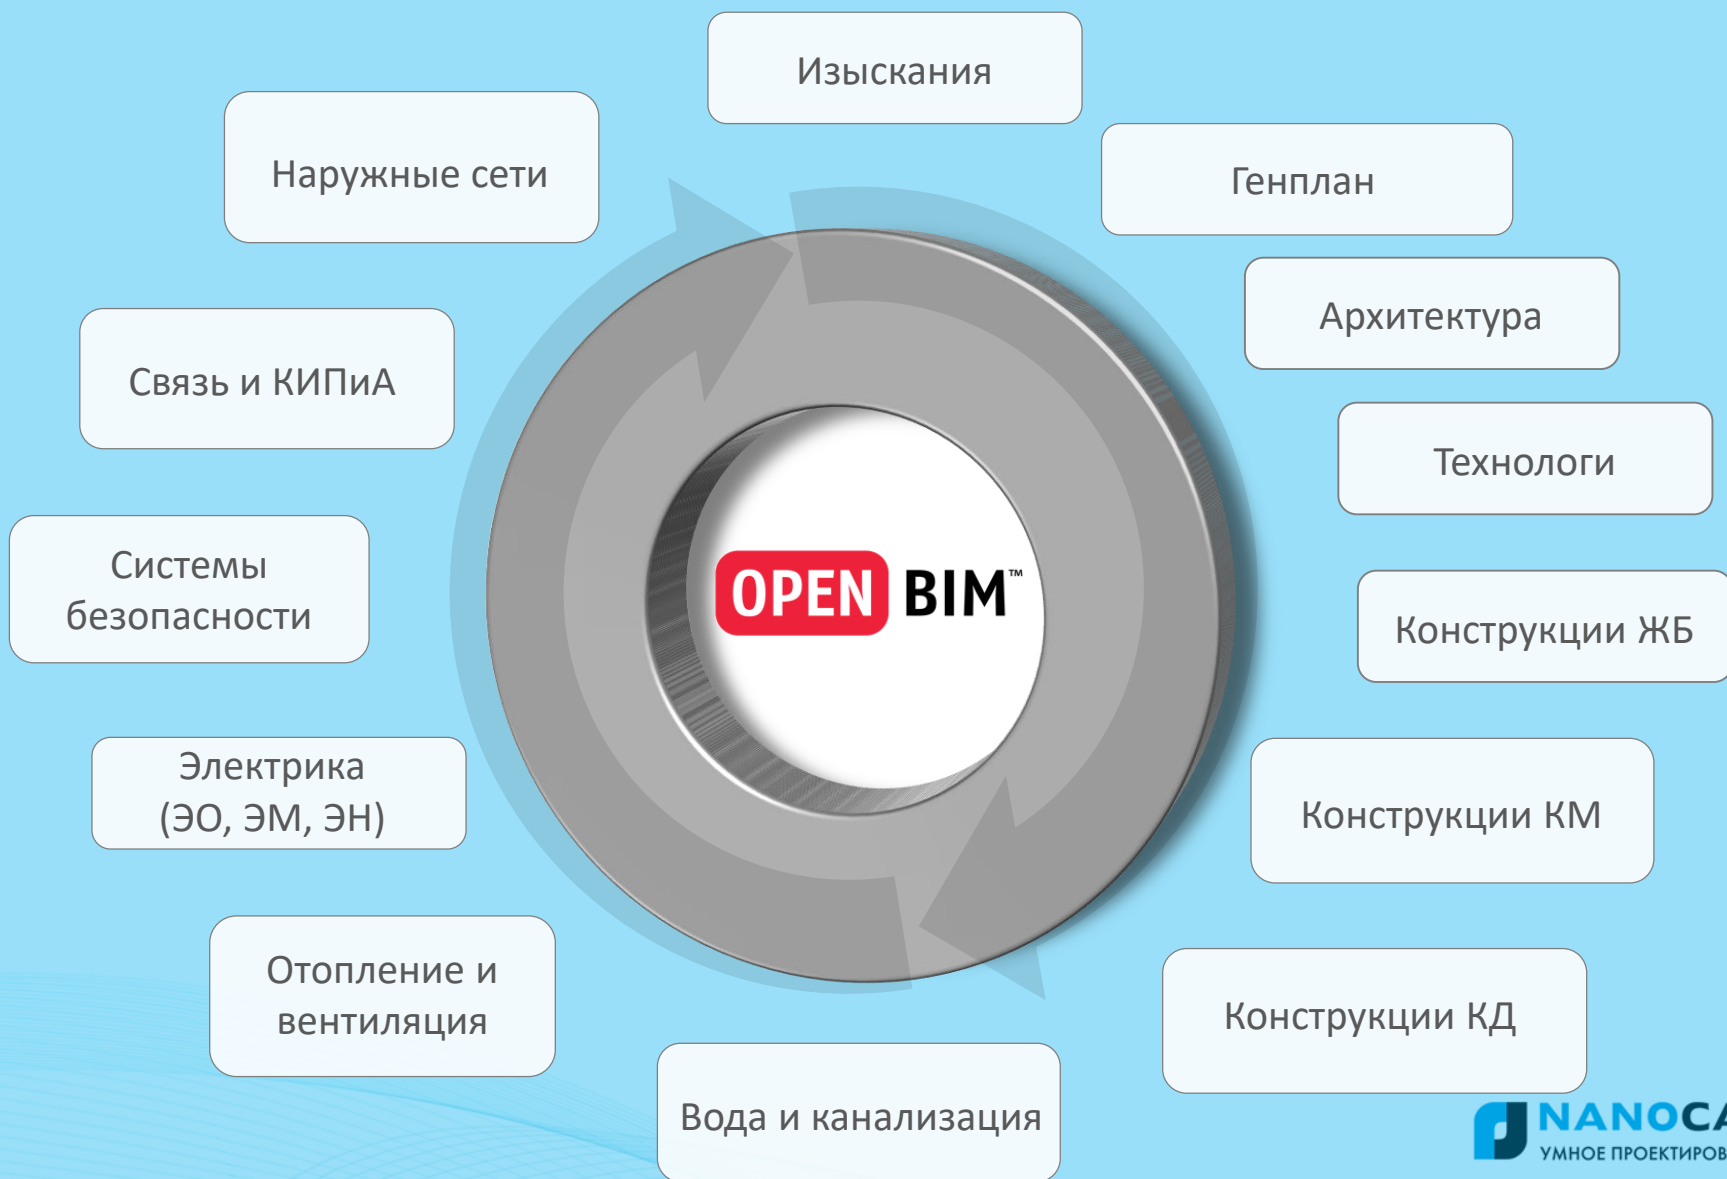 Изыскания
Наружные сети
Генплан
Архитектура
Связь и КИПиА
Технологи
Системы
безопасности
OPEN BIM™
Конструкции ЖБ
Электрика
(ЭО, ЭМ, ЭН)
Конструкции КМ
Отопление и
вентиляция
Конструкции КД
Вода и канализация
NANOCA
УМНОЕ ПРОЕКТИРОВ